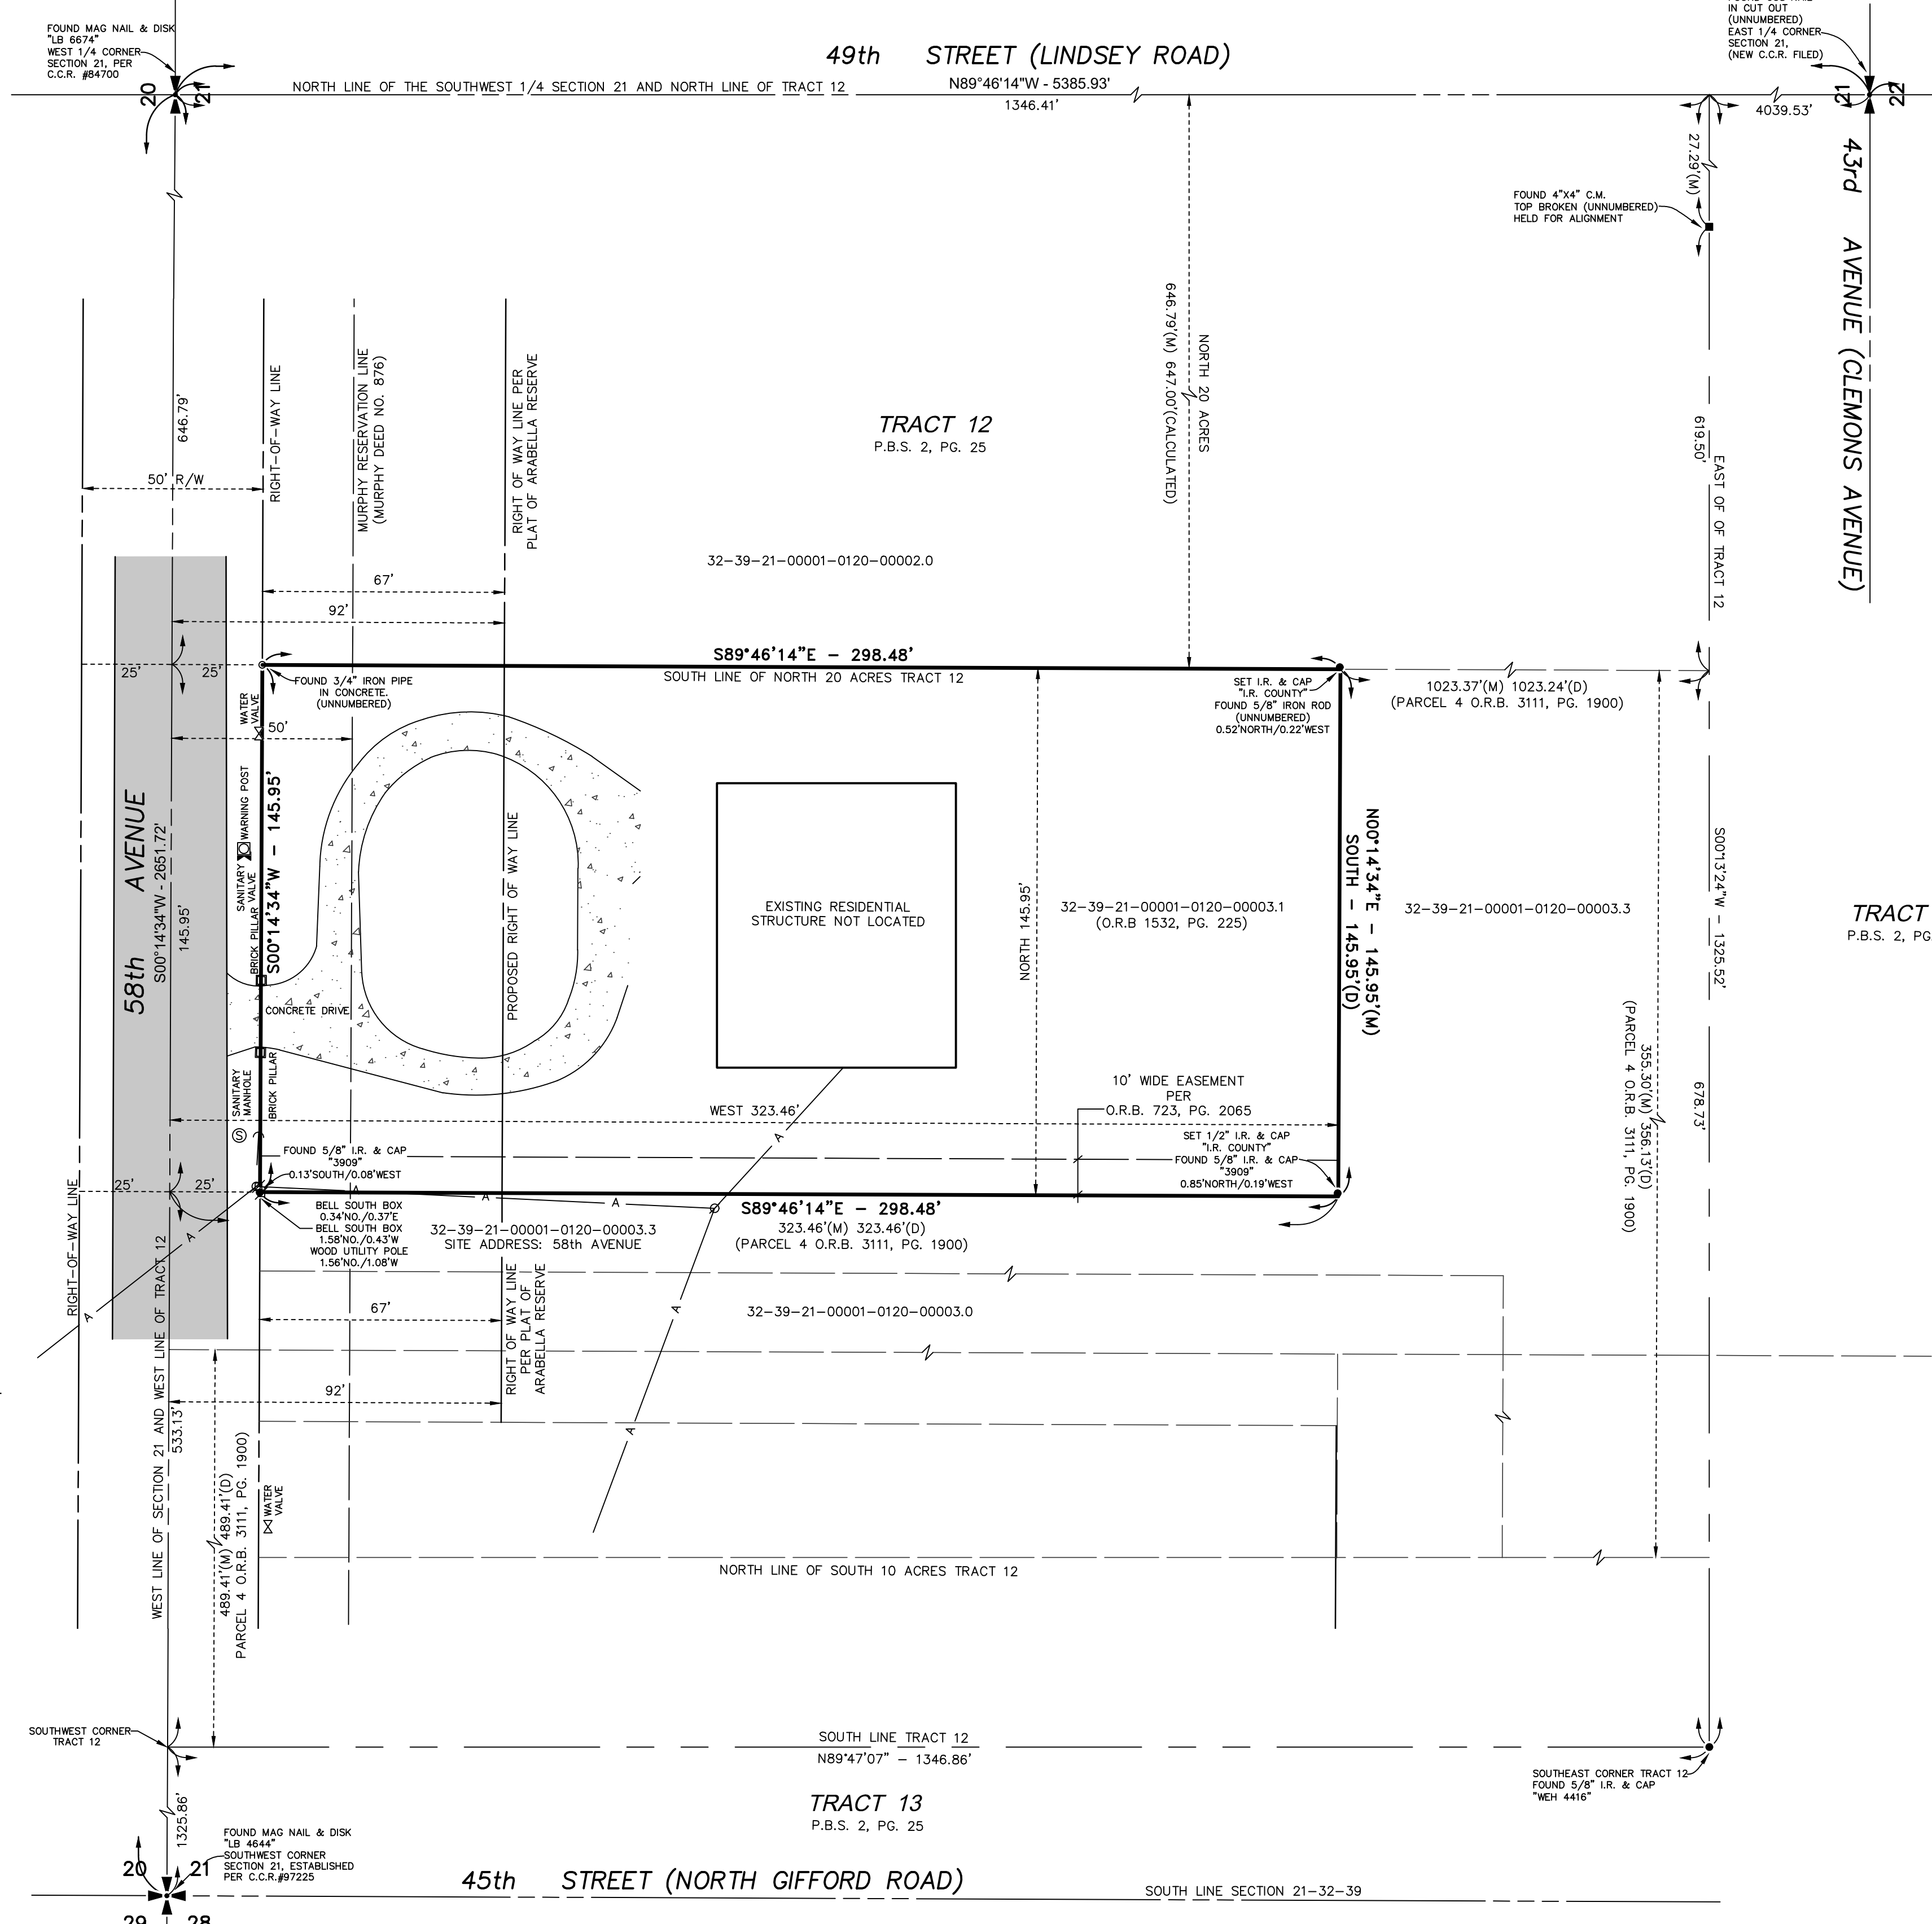 FOUND MAG NAIL & DISK
"LB 6674"
WEST 1/4 CORNER
SECTION 21, PER
C.C.R. #84700
20
21
49th STREET (LINDSEY ROAD)
NORTH LINE OF THE SOUTHWEST 1/4 SECTION 21 AND NORTH LINE OF TRACT 12
N89°46'14"W - 5385.93'
1346.41'
IN CUT OUT
(UNNUMBERED)
EAST 1/4 CORNER
SECTION 21,
(NEW C.C.R. FILED)
4039.53'
21
22
43rd AVENUE (CLEMONS AVENUE)
27.29'(M)
FOUND 4"X4" C.M.
TOP BROKEN (UNNUMBERED)
HELD FOR ALIGNMENT
646.79'
50' R/W
RIGHT-OF-WAY LINE
MURPHY RESERVATION LINE
(MURPHY DEED NO. 876)
RIGHT OF WAY LINE PER
PLAT OF ARABELLA RESERVE
TRACT 12
P.B.S. 2, PG. 25
646.79'(M) 647.00'(CALCULATED)
NORTH 20 ACRES
619.50'
EAST OF OF TRACT 12
32-39-21-00001-0120-00002.0
67'
92'
25'
25'
S89°46'14"E - 298.48'
SOUTH LINE OF NORTH 20 ACRES TRACT 12
FOUND 3/4" IRON PIPE
IN CONCRETE.
(UNNUMBERED)
SET I.R. & CAP
"I.R. COUNTY"
FOUND 5/8" IRON ROD
(UNNUMBERED)
0.52'NORTH/0.22'WEST
1023.37'(M) 1023.24'(D)
(PARCEL 4 O.R.B. 3111, PG. 1900)
WATER
VALVE
50'
58th AVENUE
S00°14'34"W - 2651.72'
145.95'
WARNING POST
SANITARY
VALVE
BRICK PILLAR
S00°14'34"W - 145.95'
CONCRETE DRIVE
PROPOSED RIGHT OF WAY LINE
EXISTING RESIDENTIAL
STRUCTURE NOT LOCATED
NORTH 145.95'
32-39-21-00001-0120-00003.1
(O.R.B 1532, PG. 225)
N00°14'34"E - 145.95'(M)
SOUTH - 145.95'(D)
32-39-21-00001-0120-00003.3
S00°13'24"W - 1325.52'
TRACT
P.B.S. 2, PG
SANITARY
MANHOLE
BRICK PILLAR
S
WEST 323.46'
10' WIDE EASEMENT
PER
O.R.B. 723, PG. 2065
355.30'(M) 356.13'(D)
(PARCEL 4 O.R.B. 3111, PG. 1900)
678.73'
FOUND 5/8" I.R. & CAP
"3909"
0.13'SOUTH/0.08'WEST
SET 1/2" I.R. & CAP
"I.R. COUNTY"
FOUND 5/8" I.R. & CAP
"3909"
0.85'NORTH/0.19'WEST
25'
25'
A
A
A
A
A
A
A
A
BELL SOUTH BOX
0.34'NO./0.37'E
BELL SOUTH BOX
1.58'NO./0.43'W
WOOD UTILITY POLE
1.56'NO./1.08'W
S89°46'14"E - 298.48'
323.46'(M) 323.46'(D)
(PARCEL 4 O.R.B. 3111, PG. 1900)
32-39-21-00001-0120-00003.3
SITE ADDRESS: 58th AVENUE
RIGHT-OF-WAY LINE
67'
RIGHT OF WAY LINE
PER PLAT OF
ARABELLA RESERVE
32-39-21-00001-0120-00003.0
92'
WEST LINE OF SECTION 21 AND WEST LINE OF TRACT 12
533.13'
489.41'(M) 489.41'(D)
PARCEL 4 O.R.B. 3111, PG. 1900)
WATER
VALVE
NORTH LINE OF SOUTH 10 ACRES TRACT 12
SOUTHWEST CORNER
TRACT 12
SOUTH LINE TRACT 12
N89°47'07" - 1346.86'
SOUTHEAST CORNER TRACT 12
FOUND 5/8" I.R. & CAP
"WEH 4416"
TRACT 13
P.B.S. 2, PG. 25
1325.86'
FOUND MAG NAIL & DISK
"LB 4644"
SOUTHWEST CORNER
SECTION 21, ESTABLISHED
PER C.C.R.#97225
20
21
45th STREET (NORTH GIFFORD ROAD)
SOUTH LINE SECTION 21-32-39
29
28